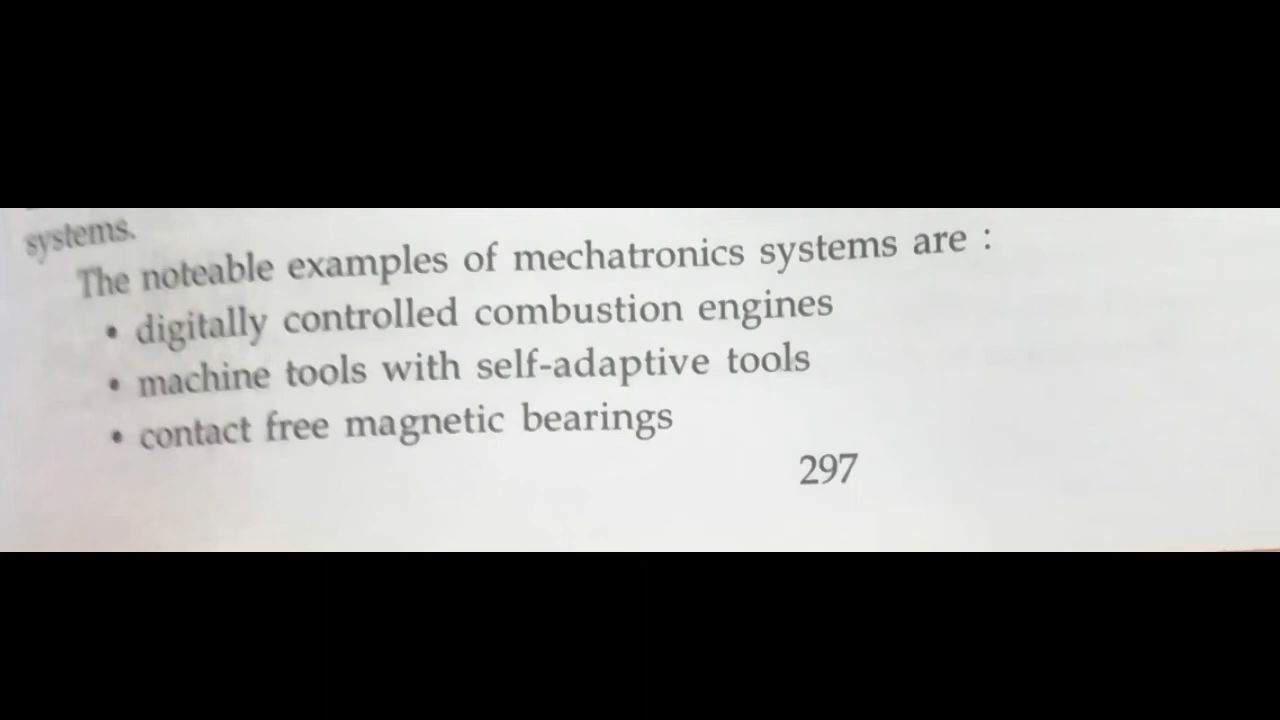 systems.
The noteable examples of mechatronics systems are :
• digitally controlled combustion engines
• machine tools with self-adaptive tools
• contact free magnetic bearings
297